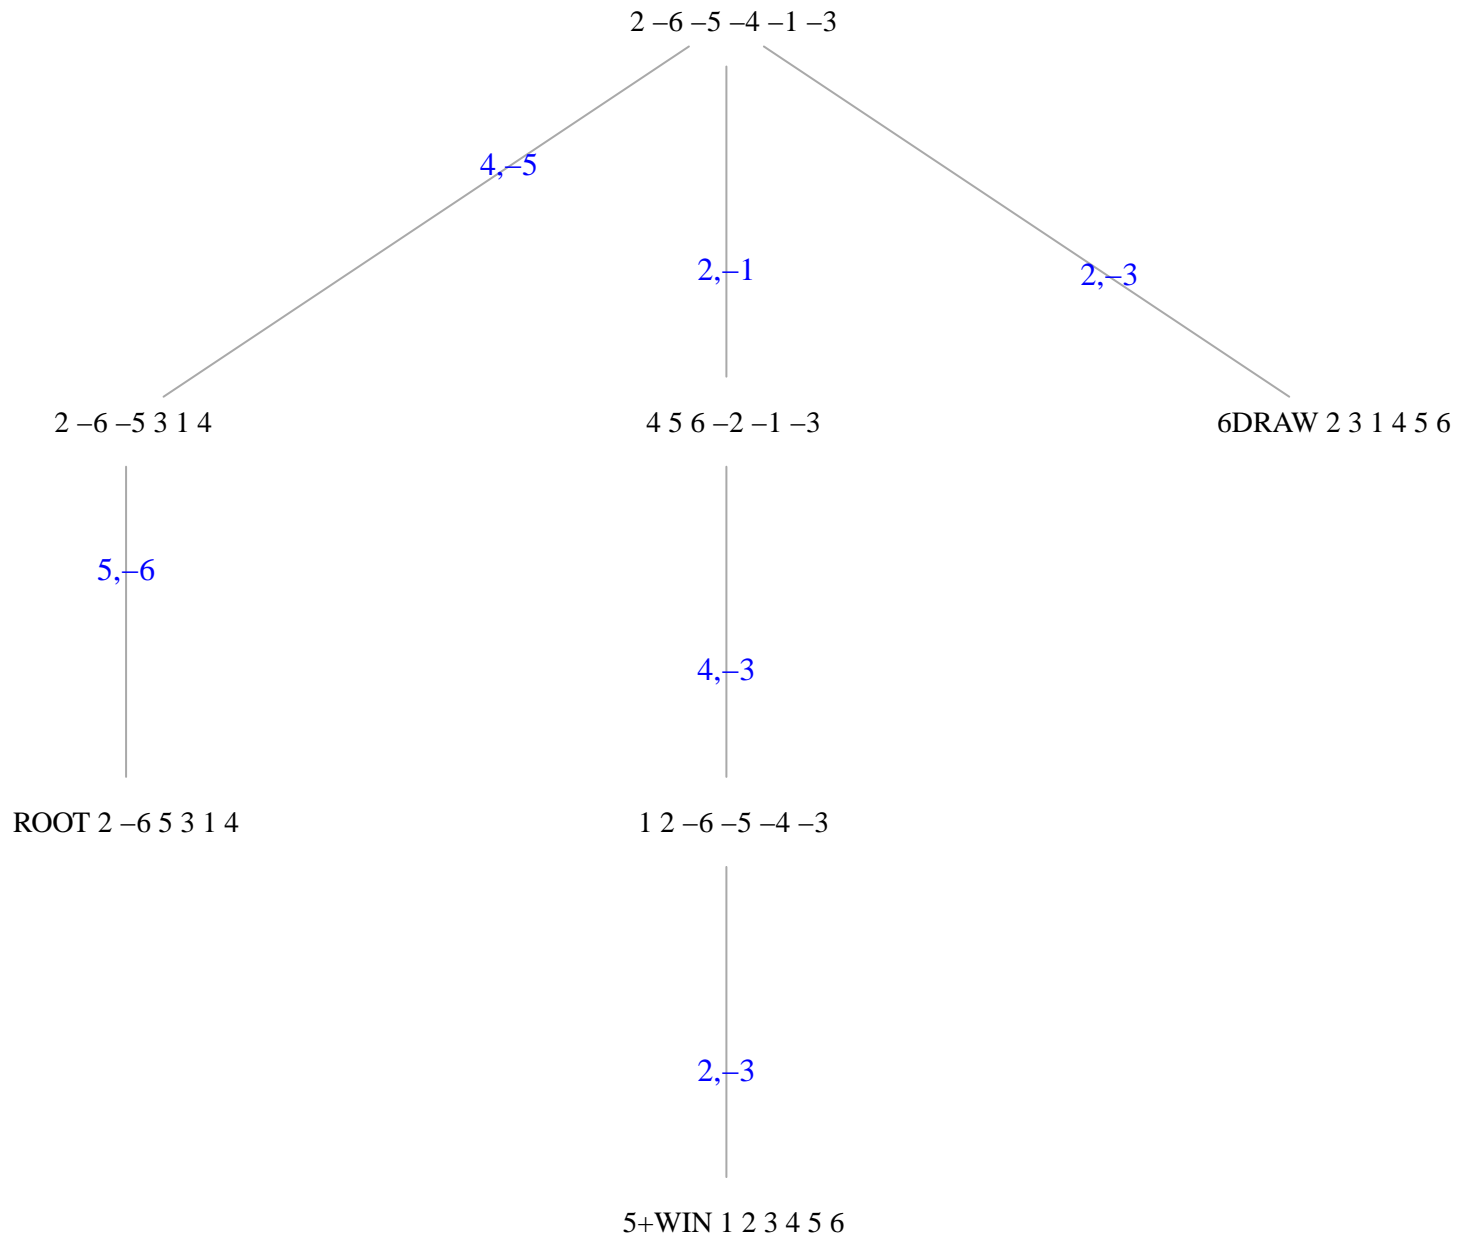 2 –6 –5 –4 –1 –3
4,–5
2,–1
2,–3
2 –6 –5 3 1 4
4 5 6 –2 –1 –3
6DRAW 2 3 1 4 5 6
5,–6
4,–3
ROOT 2 –6 5 3 1 4
1 2 –6 –5 –4 –3
2,–3
5+WIN 1 2 3 4 5 6